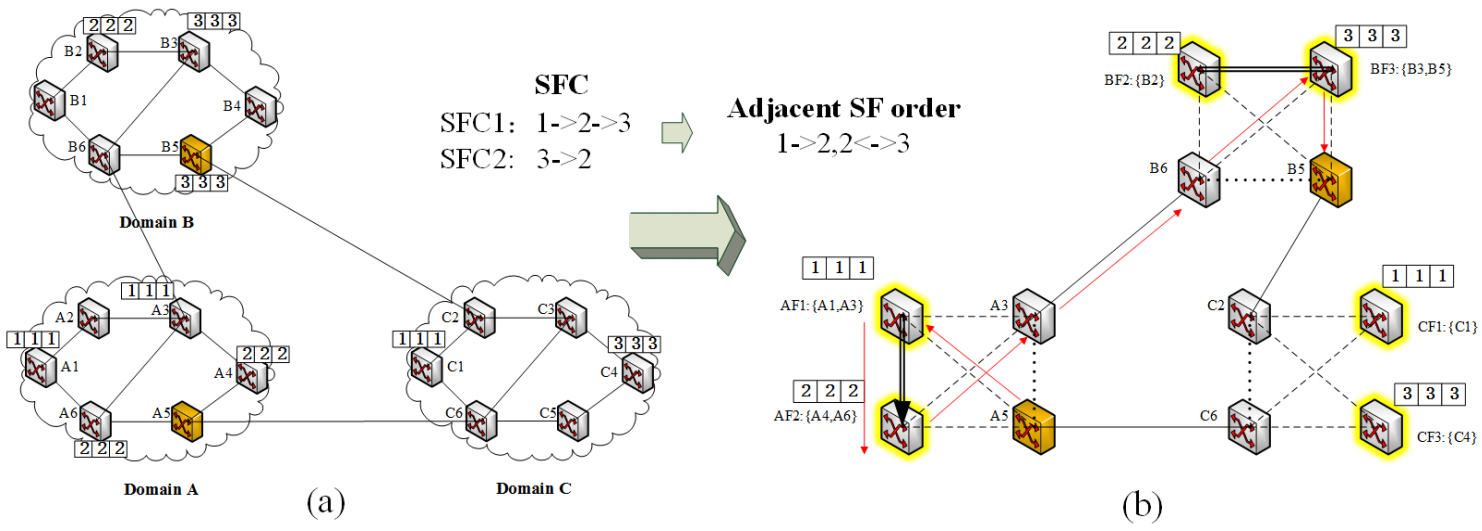 2 2 2
3 3 3
B2
B3
B1
B4
B6
B5
3 3 3
Domain B
1 1 1
A2
A3
1 1 1
A1
2 2 2
A4
A6
A5
2 2 2
Domain A
C2
C3
1 1 1
C1
3 3 3
C4
C6
C5
Domain C
(a)
SFC
SFC1: 1->2->3
SFC2: 3->2
Adjacent SF order
1->2,2<->3
2 2 2
3 3 3
BF2:{B2}
BF3:{B3,B5}
B6
B5
1 1 1
1 1 1
AF1:{A1,A3}
A3
C2
CF1:{C1}
2 2 2
3 3 3
AF2:{A4,A6}
A5
C6
CF3:{C4}
(b)